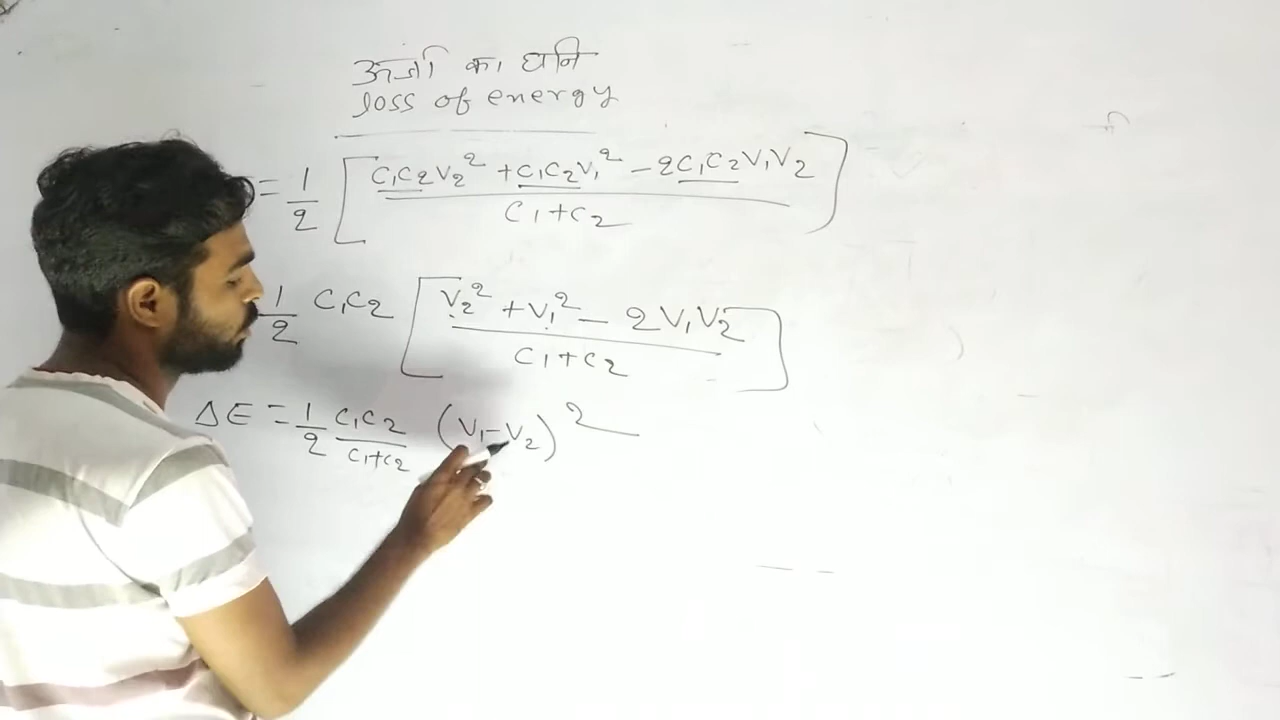 ऊर्जा का हानि
loss of energy
= 1/2 [ (C₁C₂V₂² + C₁C₂V₁² - 2C₁C₂V₁V₂) / (C₁+C₂) ]
1/2 C₁C₂ [ (V₂² + V₁² - 2V₁V₂) / (C₁+C₂) ]
ΔE = 1/2 C₁C₂/(C₁+C₂) (V₁-V₂)²